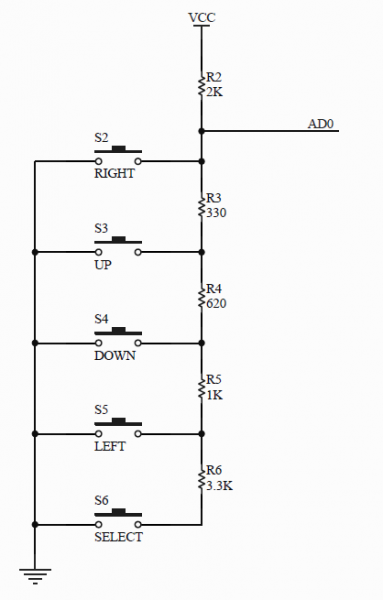 VCC
R2
2K
AD0
S2
RIGHT
R3
330
S3
UP
R4
620
S4
DOWN
R5
1K
S5
LEFT
R6
3.3K
S6
SELECT